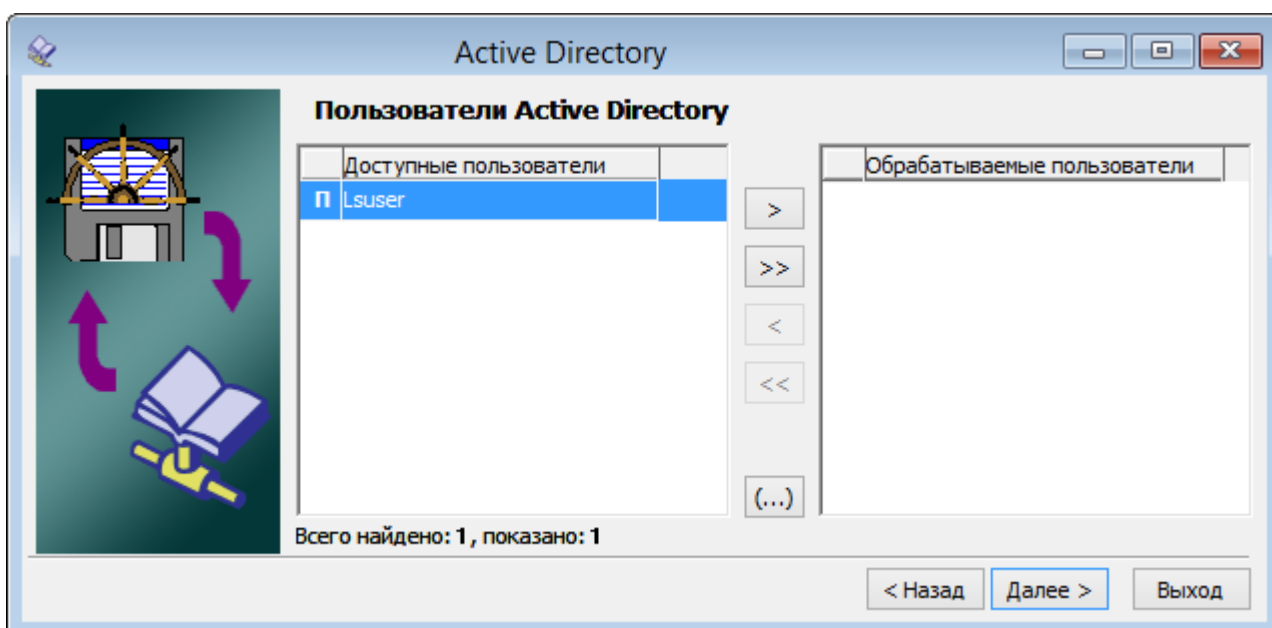 Active Directory
Пользователи Active Directory
Доступные пользователи
Обрабатываемые пользователи
П Lsuser
>
>>
<
<<
(...)
Всего найдено: 1, показано: 1
< Назад Далее > Выход